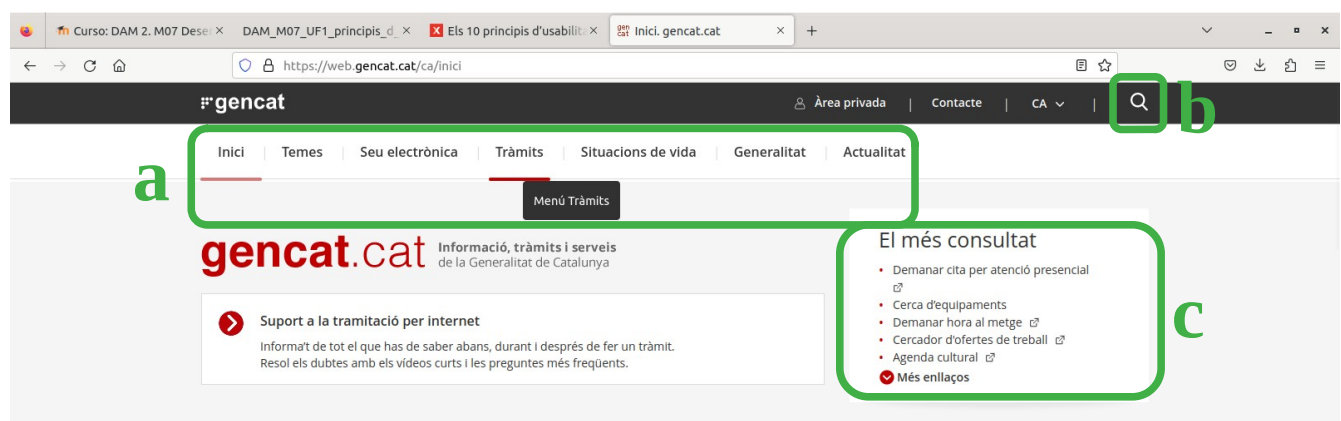 Curso: DAM 2. M07 Dese
DAM_M07_UF1_principis_d_
Els 10 principis d'usabilit
Inici. gencat.cat
https://web.gencat.cat/ca/inici
gencat
Àrea privada | Contacte | CA |
b
Inici | Temes | Seu electrònica | Tràmits | Situacions de vida | Generalitat | Actualitat
a
Menú Tràmits
gencat.cat
Informació, tràmits i serveis
de la Generalitat de Catalunya
Suport a la tramitació per internet
Informa't de tot el que has de saber abans, durant i després de fer un tràmit.
Resol els dubtes amb els vídeos curts i les preguntes més freqüents.
El més consultat
• Demanar cita per atenció presencial
• Cerca d'equipaments
• Demanar hora al metge
• Cercador d'ofertes de treball
• Agenda cultural
Més enllaços
c